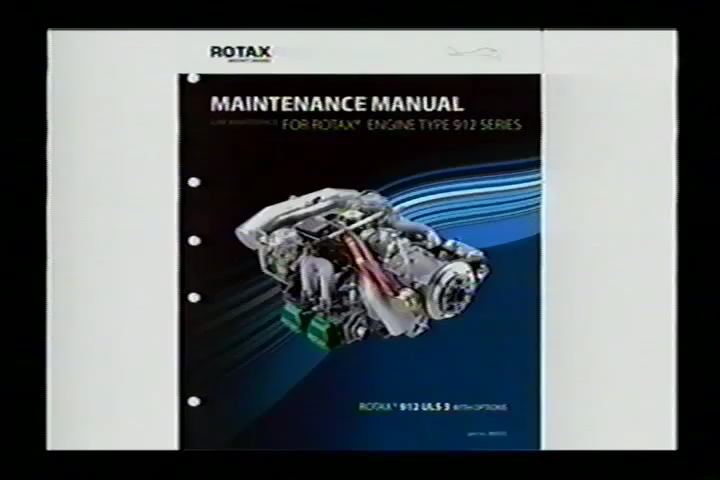 ROTAX
MAINTENANCE MANUAL
FOR ROTAX® ENGINE TYPE 912 SERIES
ROTAX® 912 ULS 3 WITH OPTIONS